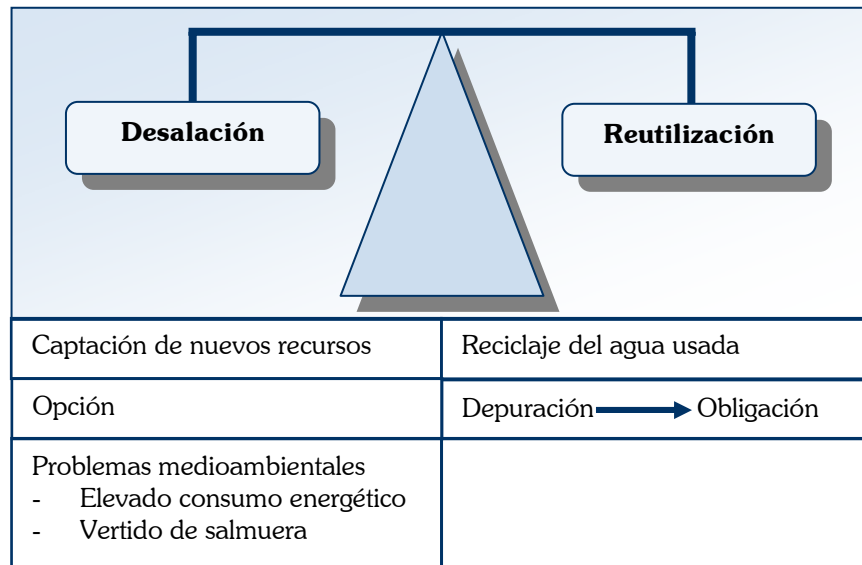 Desalación
Reutilización
Captación de nuevos recursos
Reciclaje del agua usada
Opción
Depuración Obligación
Problemas medioambientales
- Elevado consumo energético
- Vertido de salmuera